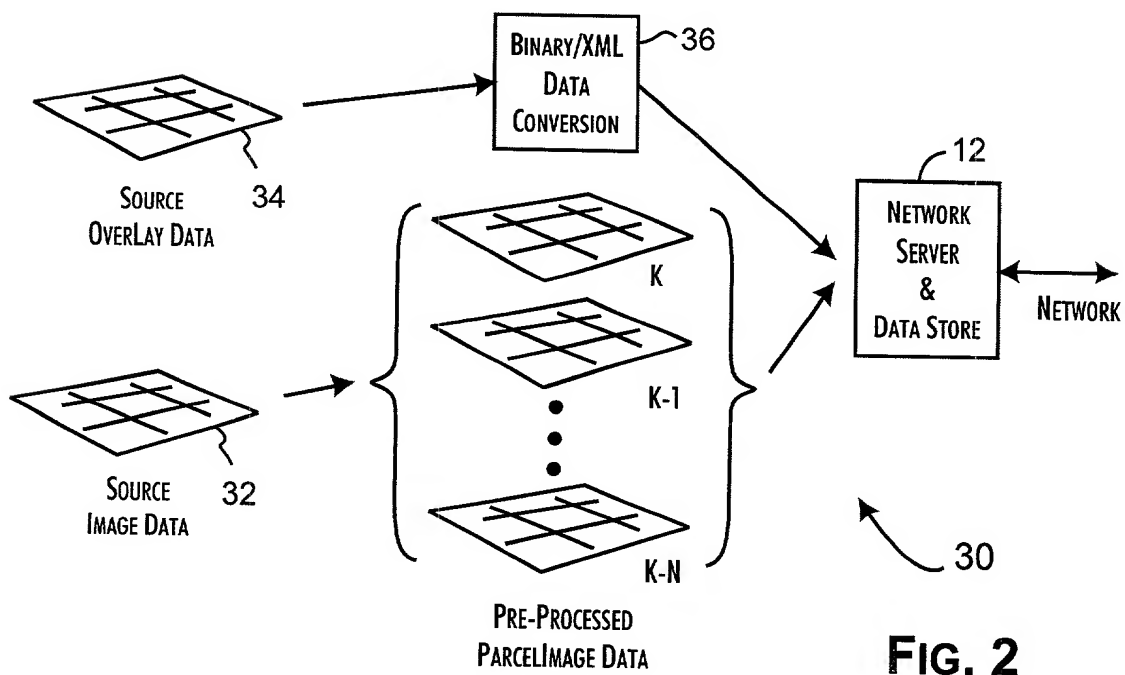 BINARY/XML
DATA
CONVERSION
36
34
SOURCE
OVERLAY DATA
12
NETWORK
SERVER
&
DATA STORE
NETWORK
K
K-1
K-N
32
SOURCE
IMAGE DATA
30
PRE-PROCESSED
PARCELIMAGE DATA
FIG. 2